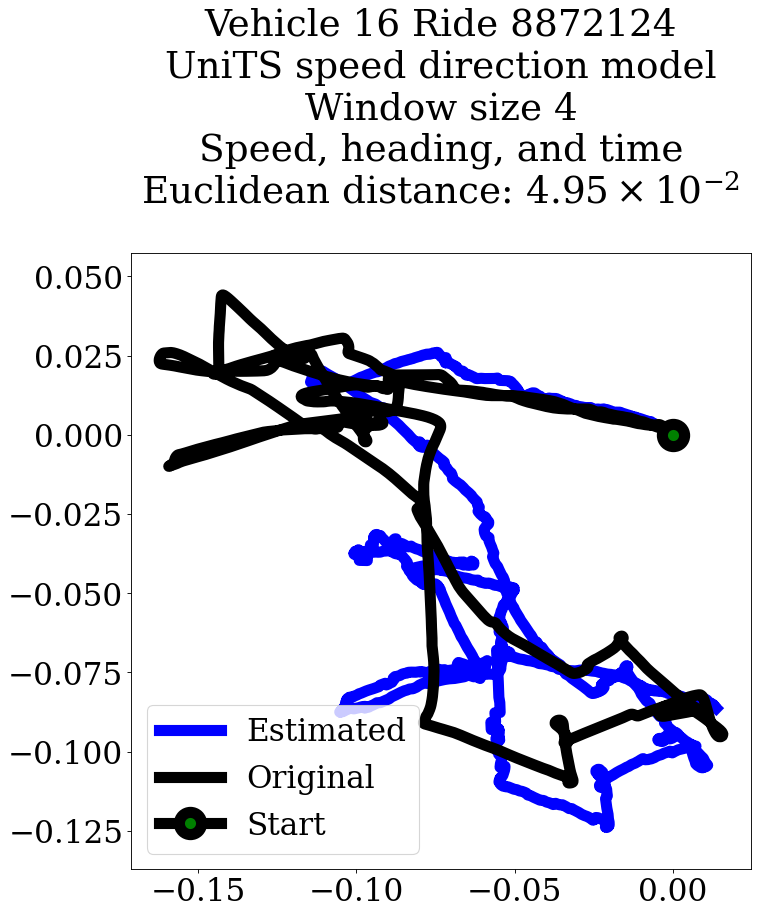 Vehicle 16 Ride 8872124
UniTS speed direction model
Window size 4
Speed, heading, and time
Euclidean distance: 4.95 × 10⁻²
0.050
0.025
0.000
−0.025
−0.050
−0.075
−0.100
−0.125
Estimated
Original
Start
−0.15
−0.10
−0.05
0.00